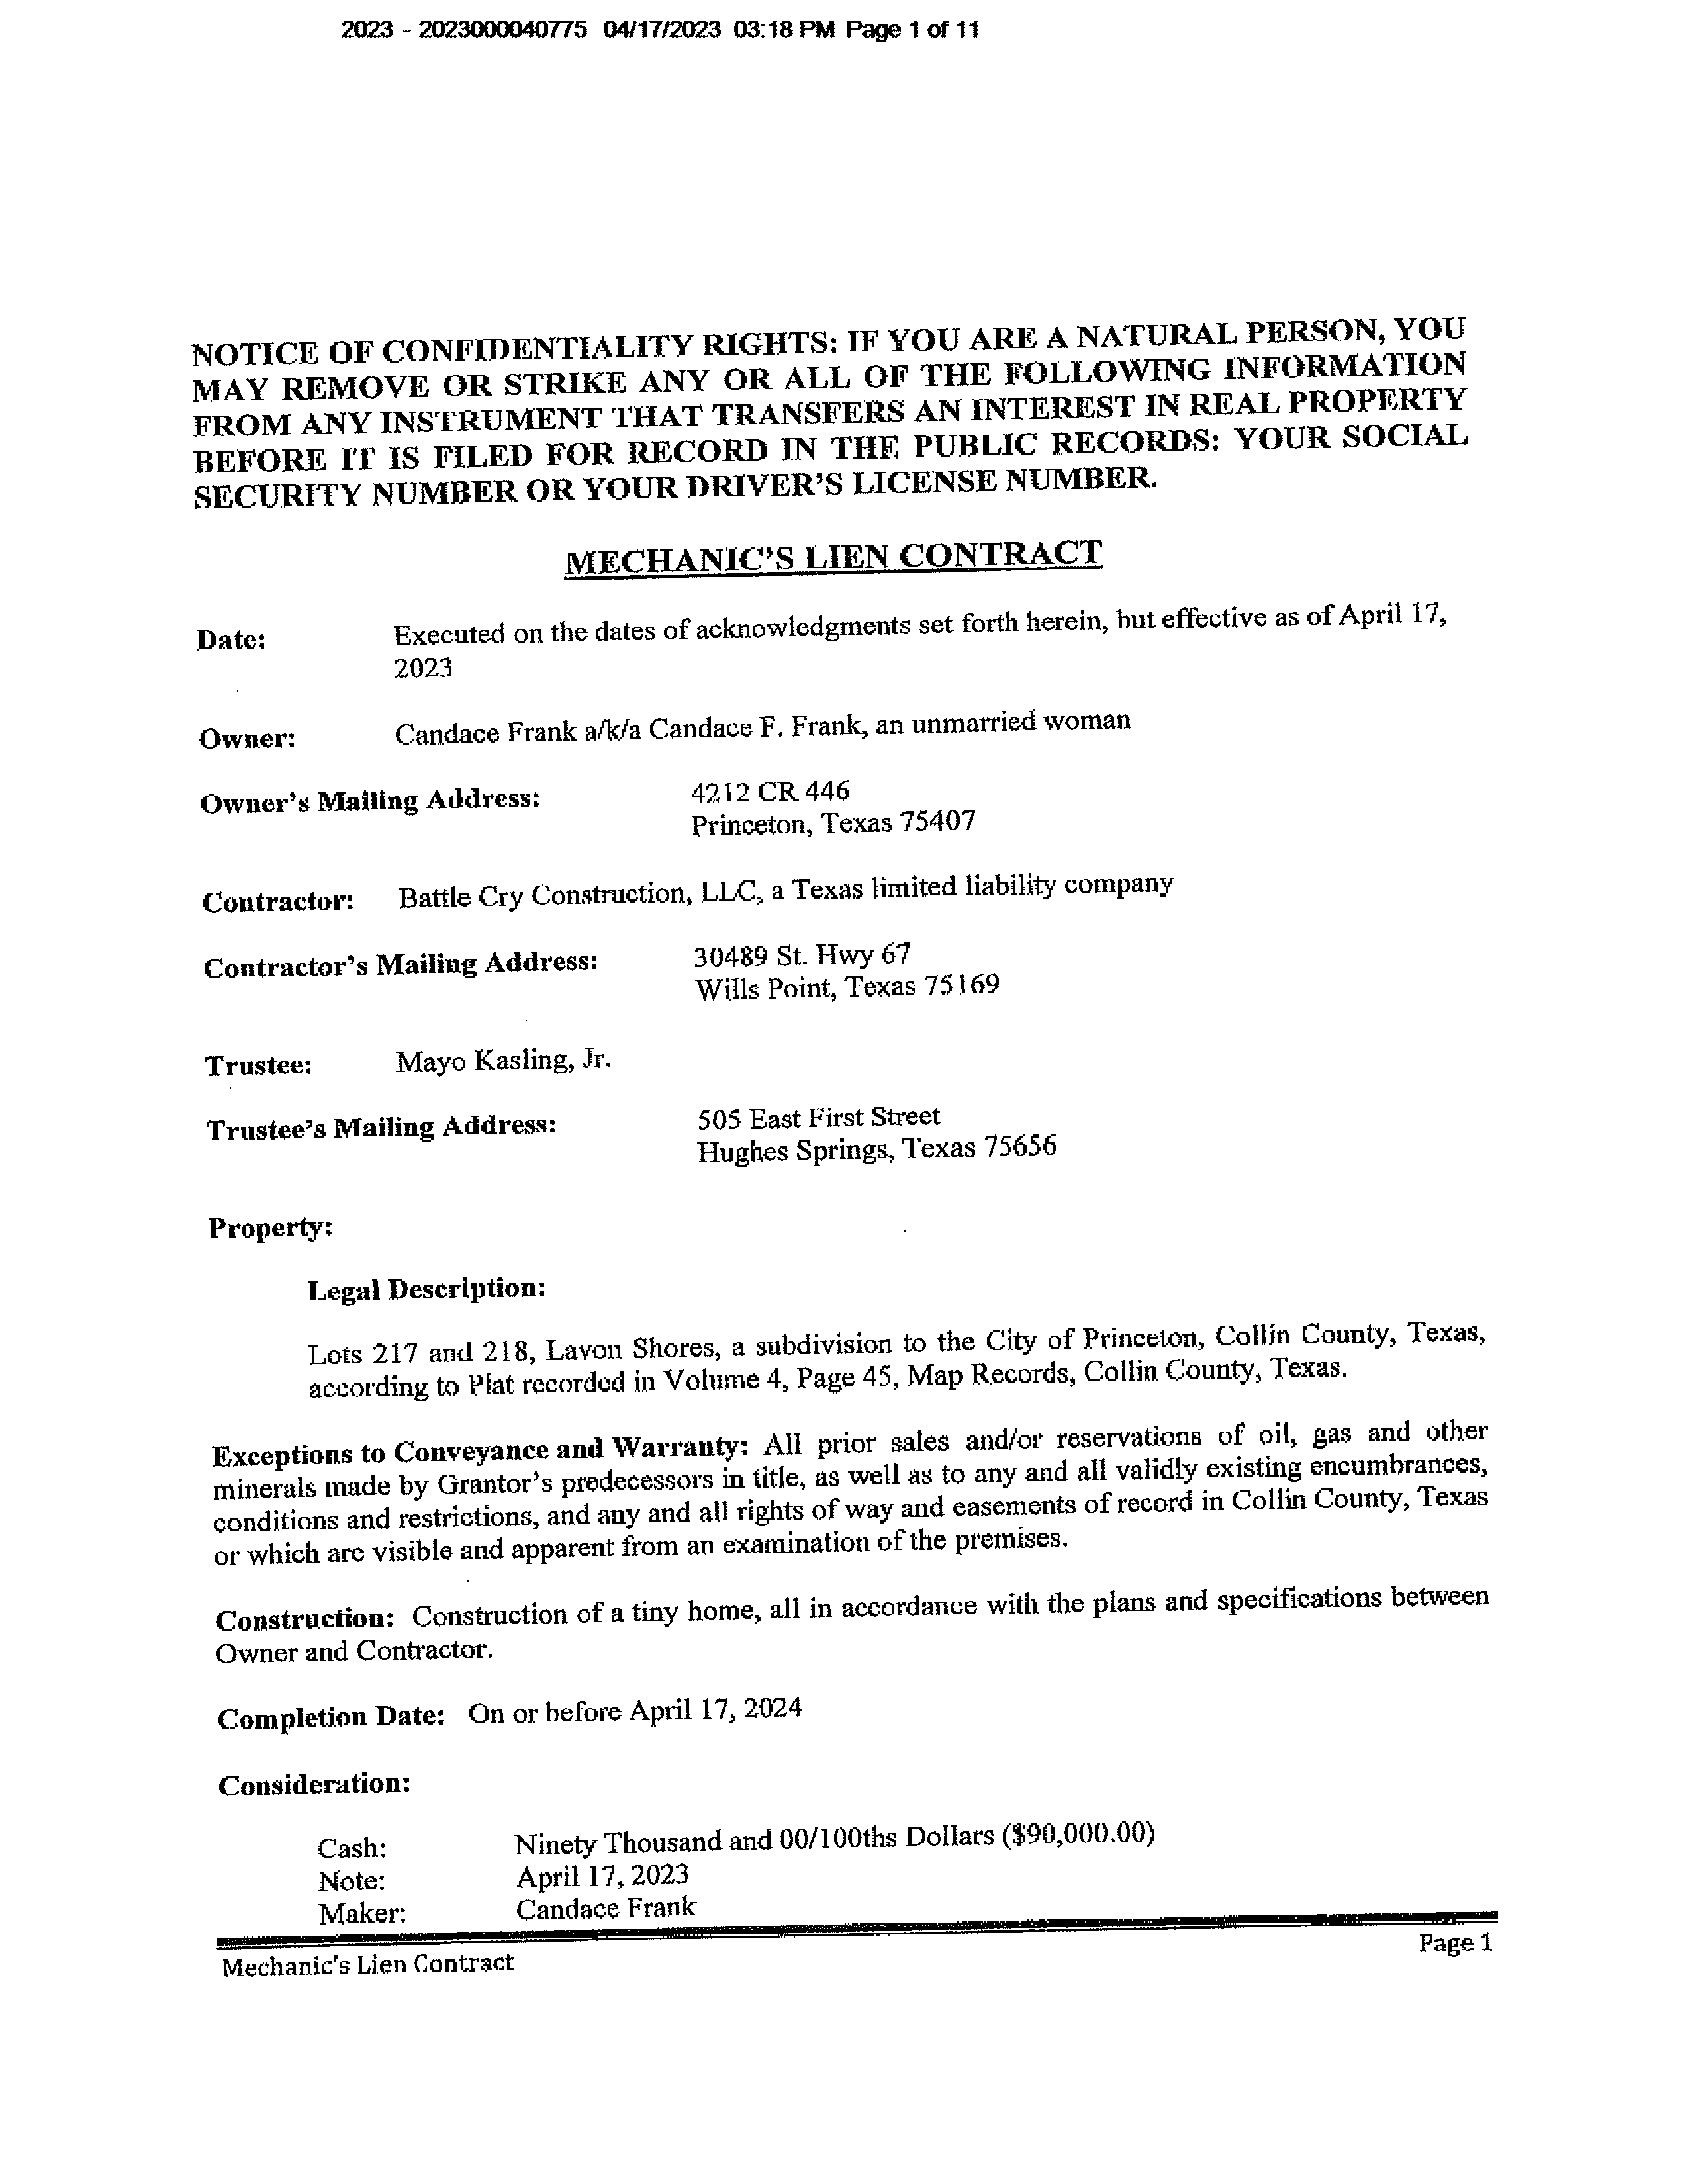 2023 - 2023000040775 04/17/2023 03:18 PM Page 1 of 11
NOTICE OF CONFIDENTIALITY RIGHTS: IF YOU ARE A NATURAL PERSON, YOU
MAY REMOVE OR STRIKE ANY OR ALL OF THE FOLLOWING INFORMATION
FROM ANY INSTRUMENT THAT TRANSFERS AN INTEREST IN REAL PROPERTY
BEFORE IT IS FILED FOR RECORD IN THE PUBLIC RECORDS: YOUR SOCIAL
SECURITY NUMBER OR YOUR DRIVER'S LICENSE NUMBER.
MECHANIC'S LIEN CONTRACT
Date: Executed on the dates of acknowledgments set forth herein, but effective as of April 17,
2023
Owner: Candace Frank a/k/a Candace F. Frank, an unmarried woman
Owner's Mailing Address: 4212 CR 446
Princeton, Texas 75407
Contractor: Battle Cry Construction, LLC, a Texas limited liability company
Contractor's Mailing Address: 30489 St. Hwy 67
Wills Point, Texas 75169
Trustee: Mayo Kasling, Jr.
Trustee's Mailing Address: 505 East First Street
Hughes Springs, Texas 75656
Property:
Legal Description:
Lots 217 and 218, Lavon Shores, a subdivision to the City of Princeton, Collin County, Texas,
according to Plat recorded in Volume 4, Page 45, Map Records, Collin County, Texas.
Exceptions to Conveyance and Warranty: All prior sales and/or reservations of oil, gas and other
minerals made by Grantor's predecessors in title, as well as to any and all validly existing encumbrances,
conditions and restrictions, and any and all rights of way and easements of record in Collin County, Texas
or which are visible and apparent from an examination of the premises.
Construction: Construction of a tiny home, all in accordance with the plans and specifications between
Owner and Contractor.
Completion Date: On or before April 17, 2024
Consideration:
Cash: Ninety Thousand and 00/100ths Dollars ($90,000.00)
Note: April 17, 2023
Maker: Candace Frank
Mechanic's Lien Contract Page 1